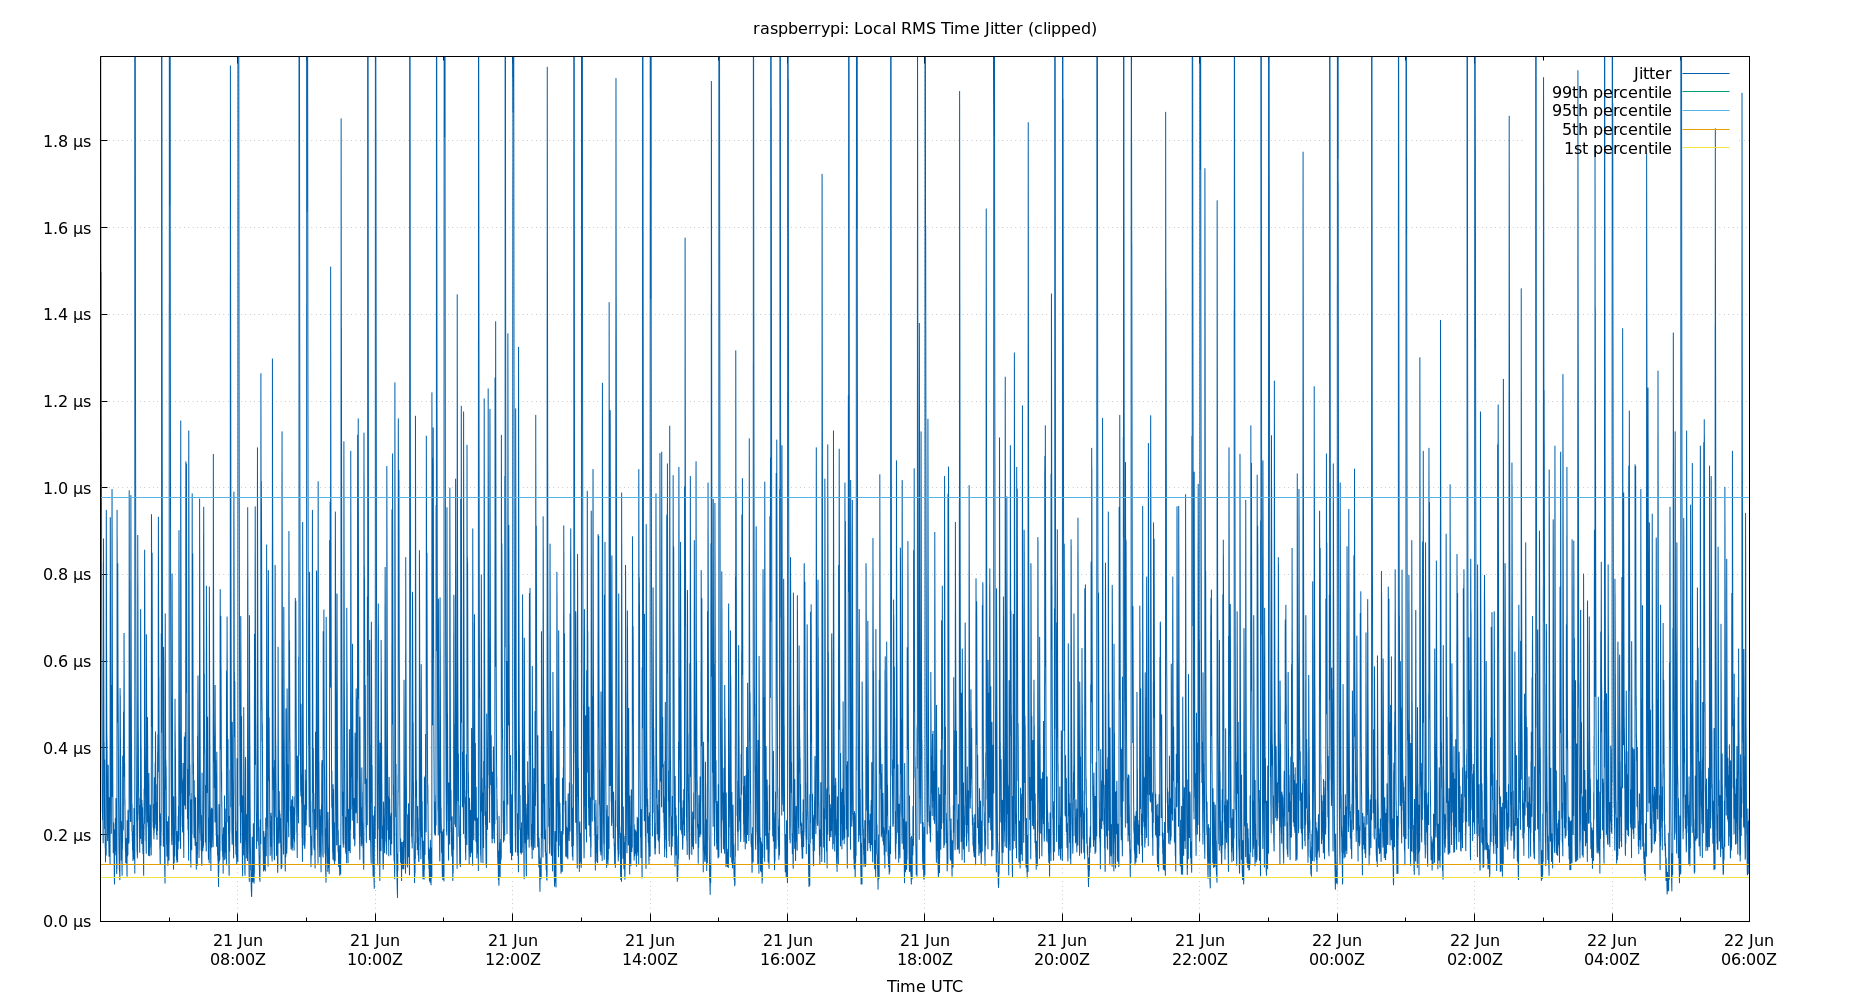 raspberrypi: Local RMS Time Jitter (clipped)
Jitter
99th percentile
95th percentile
5th percentile
1st percentile
1.8 µs
1.6 µs
1.4 µs
1.2 µs
1.0 µs
0.8 µs
0.6 µs
0.4 µs
0.2 µs
0.0 µs
21 Jun 21 Jun 21 Jun 21 Jun 21 Jun 21 Jun 21 Jun 21 Jun 22 Jun 22 Jun 22 Jun 22 Jun
08:00Z 10:00Z 12:00Z 14:00Z 16:00Z 18:00Z 20:00Z 22:00Z 00:00Z 02:00Z 04:00Z 06:00Z
Time UTC